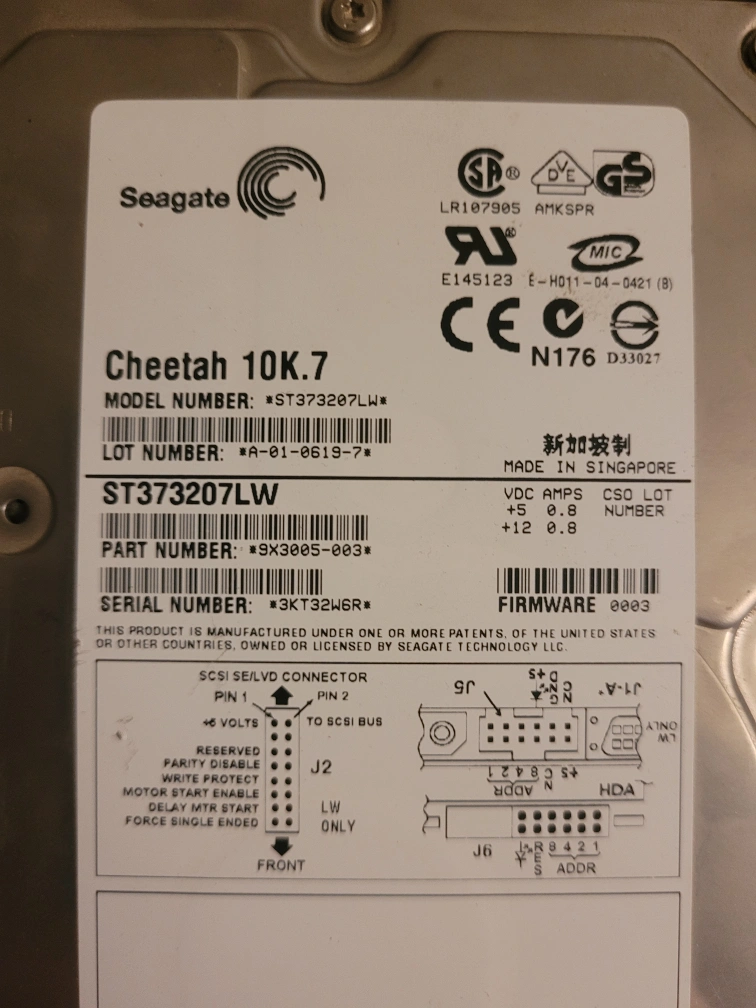 Seagate
LR107905 AMKSPR
E145123 E-H011-04-0421 (B)
MIC
N176 D33027
Cheetah 10K.7
MODEL NUMBER: *ST373207LW*
LOT NUMBER: *A-01-0619-7*
新加坡制
MADE IN SINGAPORE
ST373207LW
PART NUMBER: *9X3005-003*
SERIAL NUMBER: *3KT32W6R*
VDC AMPS
+5 0.8
+12 0.8
CSO LOT
NUMBER
FIRMWARE 0003
THIS PRODUCT IS MANUFACTURED UNDER ONE OR MORE PATENTS, OF THE UNITED STATES
OR OTHER COUNTRIES, OWNED OR LICENSED BY SEAGATE TECHNOLOGY LLC.
SCSI SE/LVD CONNECTOR
PIN 1 PIN 2
+5 VOLTS TO SCSI BUS
RESERVED
PARITY DISABLE
WRITE PROTECT
MOTOR START ENABLE
DELAY MTR START
FORCE SINGLE ENDED
J2
LW
ONLY
FRONT
J5
J1-A
LW
ONLY
8 4 2 1
ADDR
HDA
J6
RES
8 4 2 1
ADDR